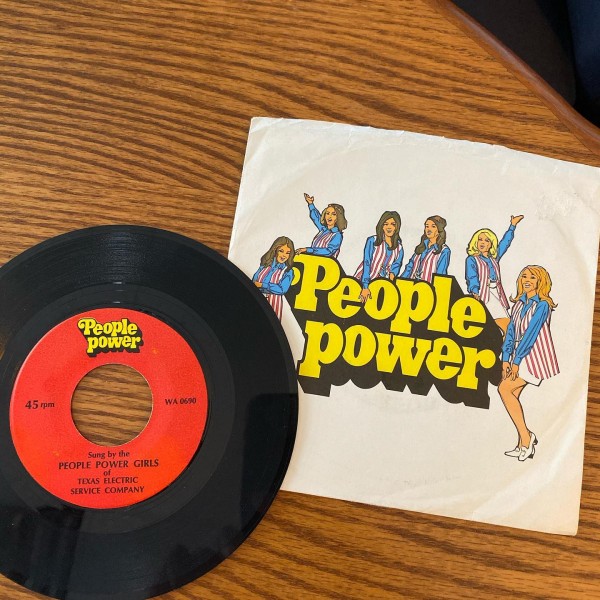 People
power
45 rpm
WA 0690
Sung by the
PEOPLE POWER GIRLS
of
TEXAS ELECTRIC
SERVICE COMPANY
People
power